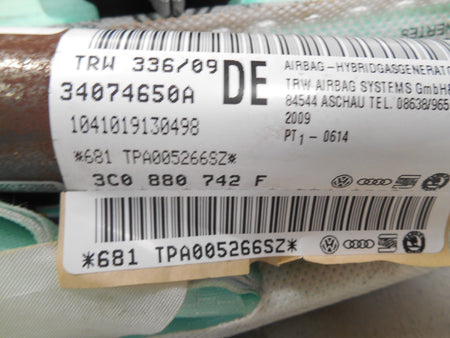 TRW 336/09
34074650A
1041019130498
*681 TPA005266SZ*
3C0 880 742 F
DE
AIRBAG-HYBRIDGASGENERATO
TRW AIRBAG SYSTEMS GmbH&
84544 ASCHAU TEL. 08638/965
2009
PT1-0614
*681 TPA005266SZ*